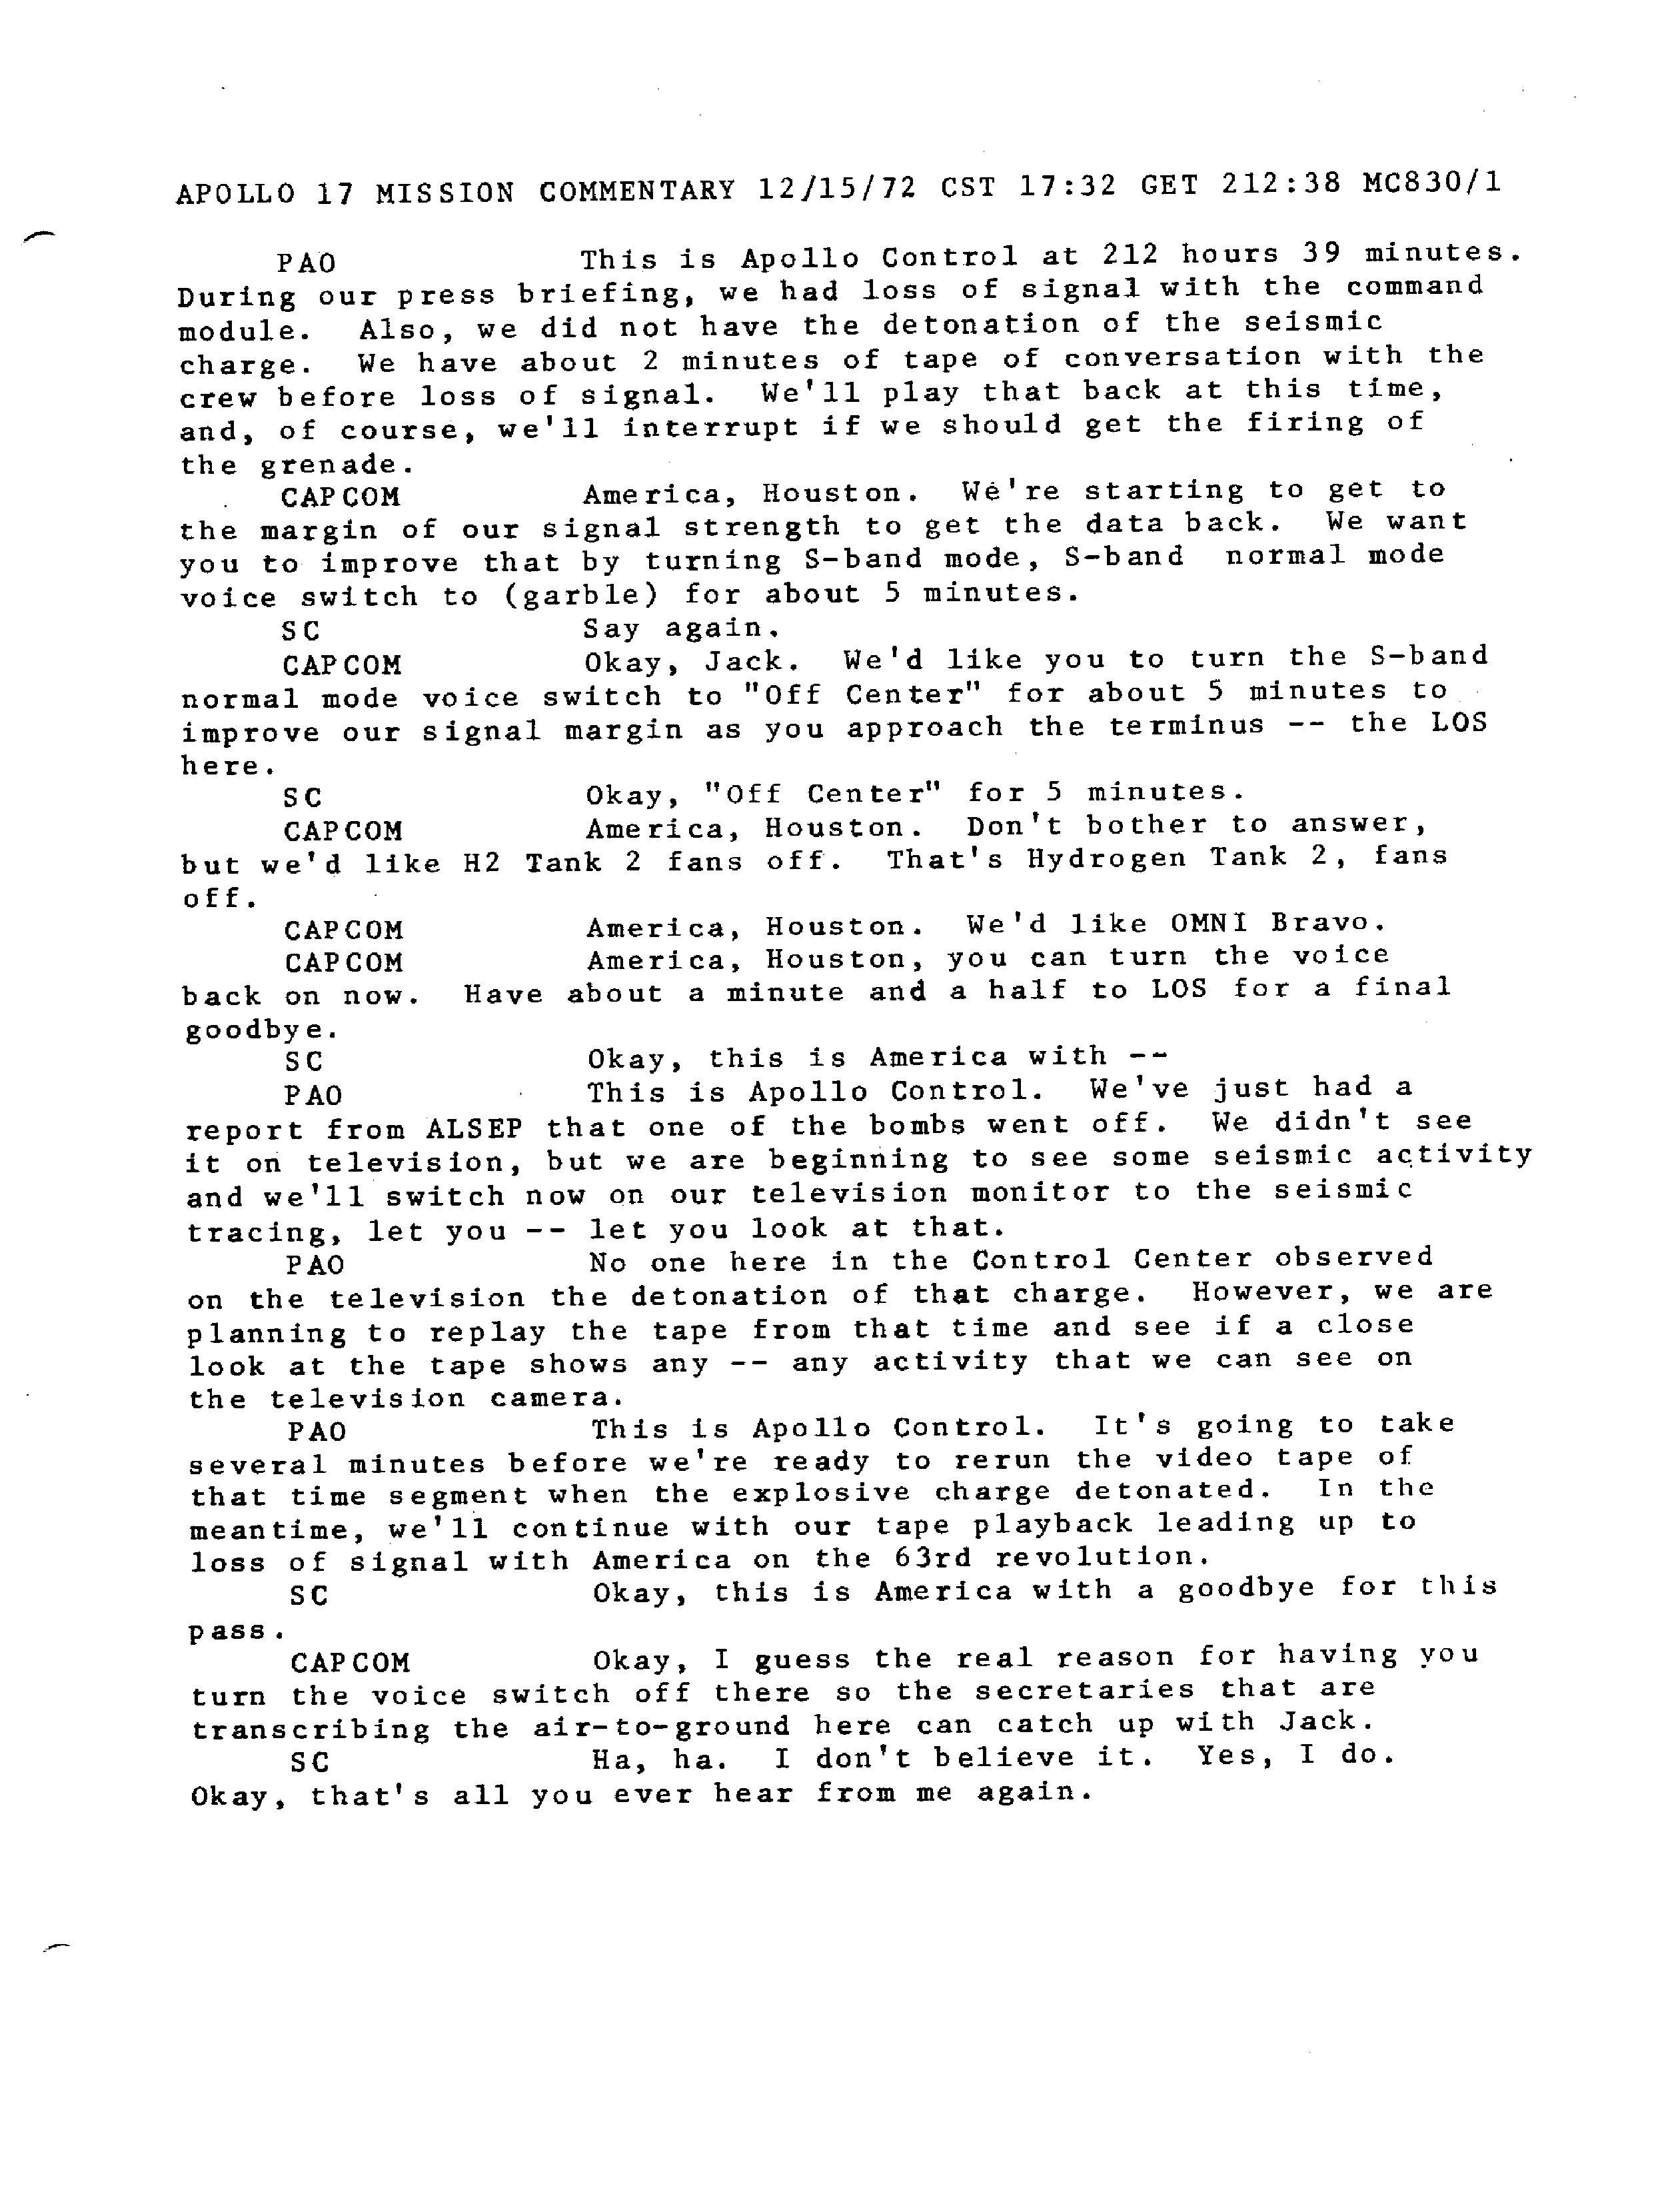 APOLLO 17 MISSION COMMENTARY 12/15/72 CST 17:32 GET 212:38 MC830/1
PAO This is Apollo Control at 212 hours 39 minutes.
During our press briefing, we had loss of signal with the command
module. Also, we did not have the detonation of the seismic
charge. We have about 2 minutes of tape of conversation with the
crew before loss of signal. We'll play that back at this time,
and, of course, we'll interrupt if we should get the firing of
the grenade.
CAPCOM America, Houston. We're starting to get to
the margin of our signal strength to get the data back. We want
you to improve that by turning S-band mode, S-band normal mode
voice switch to (garble) for about 5 minutes.
SC Say again.
CAPCOM Okay, Jack. We'd like you to turn the S-band
normal mode voice switch to "Off Center" for about 5 minutes to
improve our signal margin as you approach the terminus -- the LOS
here.
SC Okay, "Off Center" for 5 minutes.
CAPCOM America, Houston. Don't bother to answer,
but we'd like H2 Tank 2 fans off. That's Hydrogen Tank 2, fans
off.
CAPCOM America, Houston. We'd like OMNI Bravo.
CAPCOM America, Houston, you can turn the voice
back on now. Have about a minute and a half to LOS for a final
goodbye.
SC Okay, this is America with --
PAO This is Apollo Control. We've just had a
report from ALSEP that one of the bombs went off. We didn't see
it on television, but we are beginning to see some seismic activity
and we'll switch now on our television monitor to the seismic
tracing, let you -- let you look at that.
PAO No one here in the Control Center observed
on the television the detonation of that charge. However, we are
planning to replay the tape from that time and see if a close
look at the tape shows any -- any activity that we can see on
the television camera.
PAO This is Apollo Control. It's going to take
several minutes before we're ready to rerun the video tape of
that time segment when the explosive charge detonated. In the
meantime, we'll continue with our tape playback leading up to
loss of signal with America on the 63rd revolution.
SC Okay, this is America with a goodbye for this
pass.
CAPCOM Okay, I guess the real reason for having you
turn the voice switch off there so the secretaries that are
transcribing the air-to-ground here can catch up with Jack.
SC Ha, ha. I don't believe it. Yes, I do.
Okay, that's all you ever hear from me again.